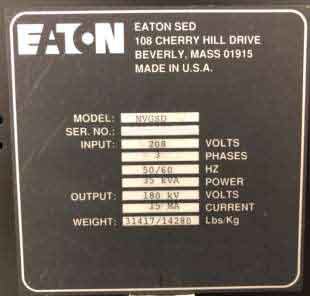 EATON
EATON SED
108 CHERRY HILL DRIVE
BEVERLY, MASS 01915
MADE IN U.S.A.
MODEL: NVGSD
SER. NO.:
INPUT: 208 VOLTS
3 PHASES
50/60 HZ
35 kVA POWER
OUTPUT: 180 kV VOLTS
15 MA CURRENT
WEIGHT: 31417/14280 Lbs/Kg